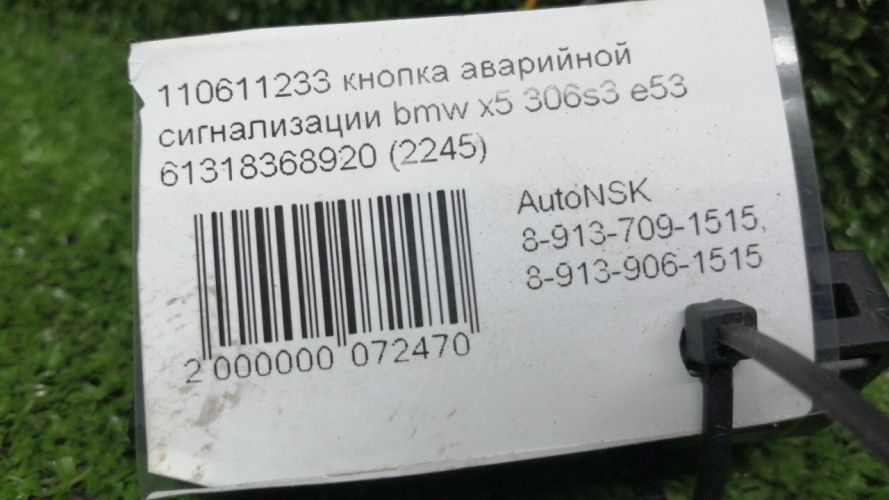 110611233 кнопка аварийной
сигнализации bmw x5 306s3 e53
61318368920 (2245)
AutoNSK
8-913-709-1515,
8-913-906-1515
2 000000 072470